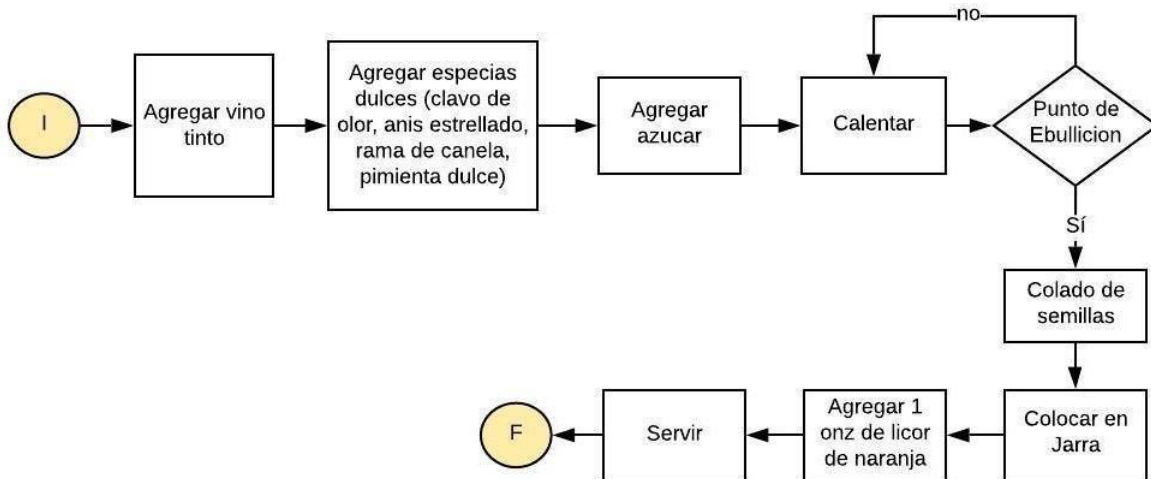 I
Agregar vino
tinto
Agregar especias
dulces (clavo de
olor, anis estrellado,
rama de canela,
pimienta dulce)
Agregar
azucar
Calentar
no
Punto de
Ebullicion
Sí
Colado de
semillas
Colocar en
Jarra
Agregar 1
onz de licor
de naranja
Servir
F